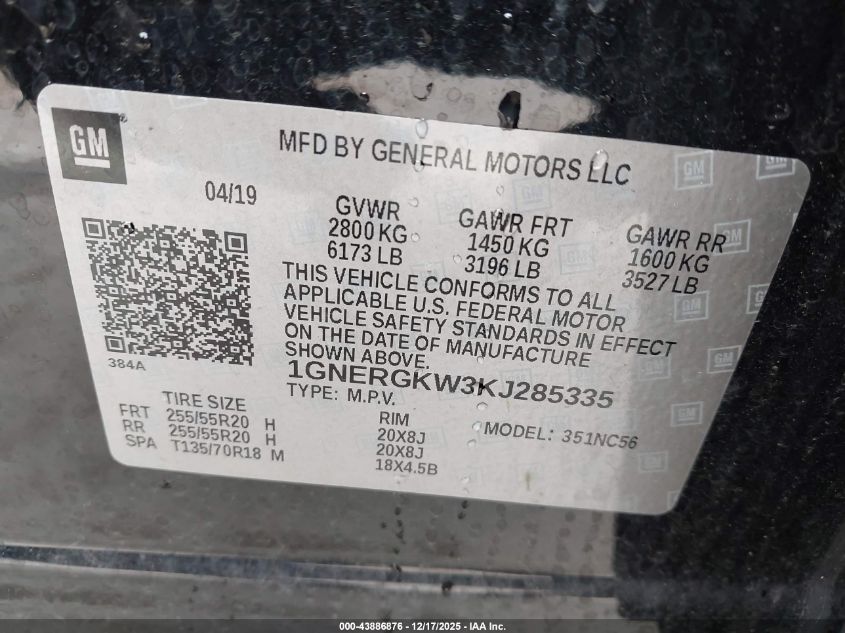 GM
MFD BY GENERAL MOTORS LLC
04/19
GVWR
2800 KG
6173 LB
GAWR FRT
1450 KG
3196 LB
GAWR RR
1600 KG
3527 LB
THIS VEHICLE CONFORMS TO ALL
APPLICABLE U.S. FEDERAL MOTOR
VEHICLE SAFETY STANDARDS IN EFFECT
ON THE DATE OF MANUFACTURE
SHOWN ABOVE.
384A
1GNERGKW3KJ285335
TYPE: M.P.V.
MODEL: 351NC56
TIRE SIZE
RIM
FRT 255/55R20 H 20X8J
RR 255/55R20 H 20X8J
SPA T135/70R18 M 18X4.5B
000-43886876 - 12/17/2025 - IAA Inc.